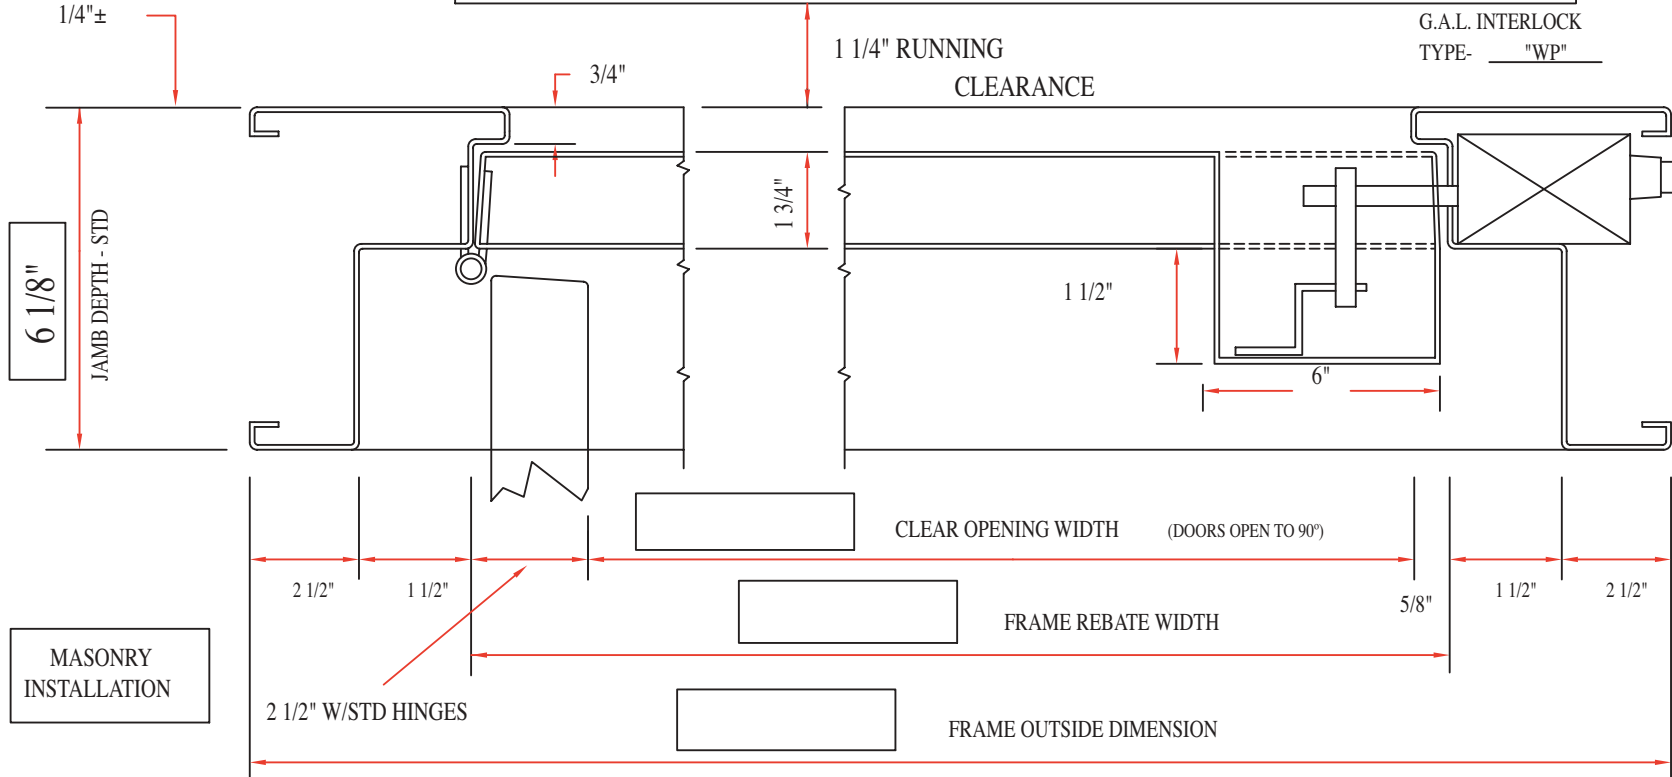 1/4"±
G.A.L. INTERLOCK
TYPE- "WP"
1 1/4" RUNNING
CLEARANCE
3/4"
6 1/8"
JAMB DEPTH - STD
1 3/4"
1 1/2"
6"
CLEAR OPENING WIDTH (DOORS OPEN TO 90º)
2 1/2"
1 1/2"
5/8"
1 1/2"
2 1/2"
FRAME REBATE WIDTH
MASONRY
INSTALLATION
2 1/2" W/STD HINGES
FRAME OUTSIDE DIMENSION